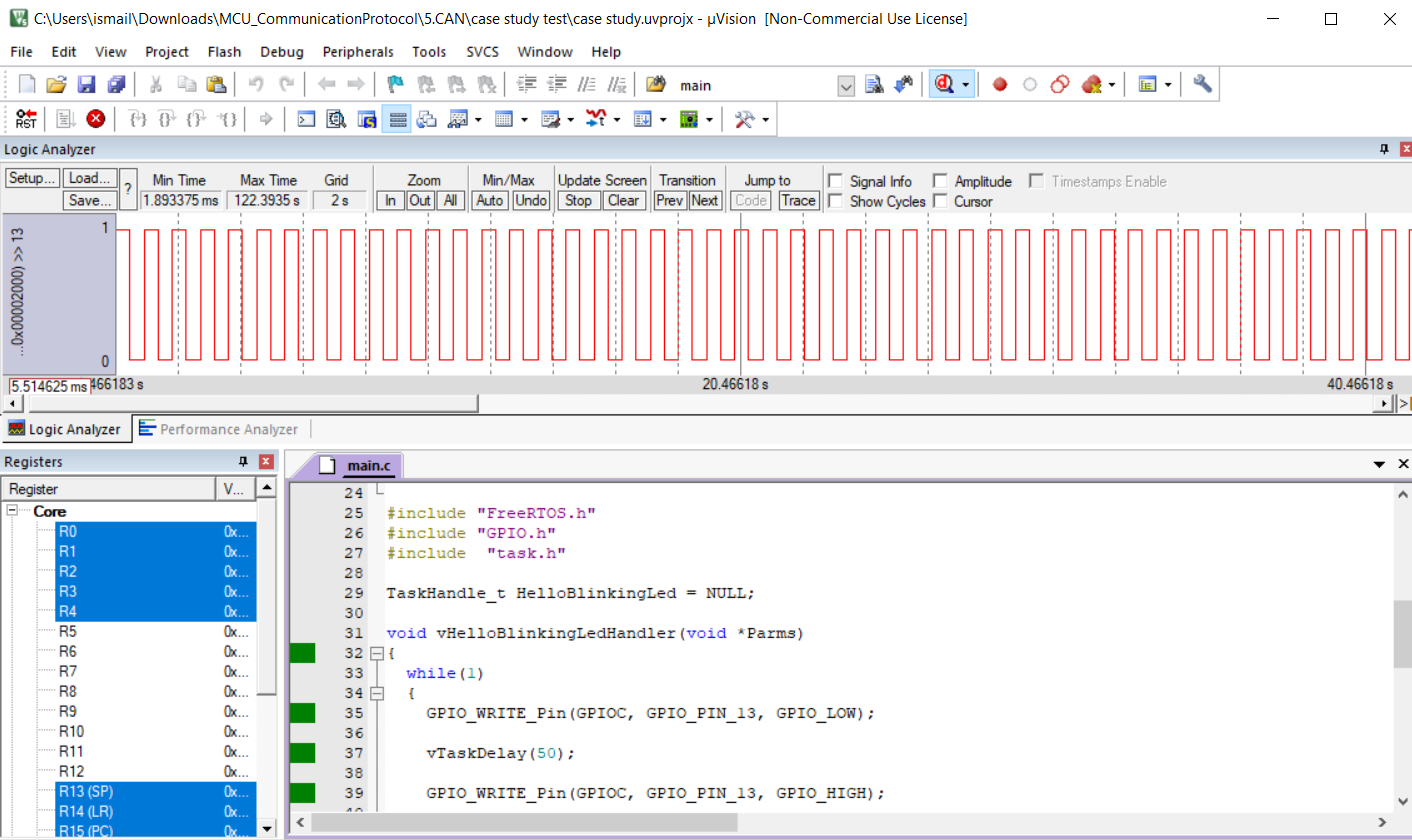 C:\Users\ismail\Downloads\MCU_CommunicationProtocol\5.CAN\case study test\case study.uvprojx - µVision  [Non-Commercial Use License]
File Edit View Project Flash Debug Peripherals Tools SVCS Window Help
main
RST
Logic Analyzer
Setup... Load... Save... ?
Min Time Max Time Grid Zoom Min/Max Update Screen Transition Jump to Signal Info Amplitude Timestamps Enable
1.893375 ms 122.3935 s 2 s In Out All Auto Undo Stop Clear Prev Next Code Trace Show Cycles Cursor
...0x00002000) >> 13
1
0
5.514625 ms 466183 s 20.46618 s 40.46618 s
Logic Analyzer Performance Analyzer
Registers
Register V...
Core
R0 0x...
R1 0x...
R2 0x...
R3 0x...
R4 0x...
R5 0x...
R6 0x...
R7 0x...
R8 0x...
R9 0x...
R10 0x...
R11 0x...
R12 0x...
R13 (SP) 0x...
R14 (LR) 0x...
R15 (PC) 0x...
main.c
24
25 #include "FreeRTOS.h"
26 #include "GPIO.h"
27 #include  "task.h"
28
29 TaskHandle_t HelloBlinkingLed = NULL;
30
31 void vHelloBlinkingLedHandler(void *Parms)
32 {
33 while(1)
34 {
35 GPIO_WRITE_Pin(GPIOC, GPIO_PIN_13, GPIO_LOW);
36
37 vTaskDelay(50);
38
39 GPIO_WRITE_Pin(GPIOC, GPIO_PIN_13, GPIO_HIGH);